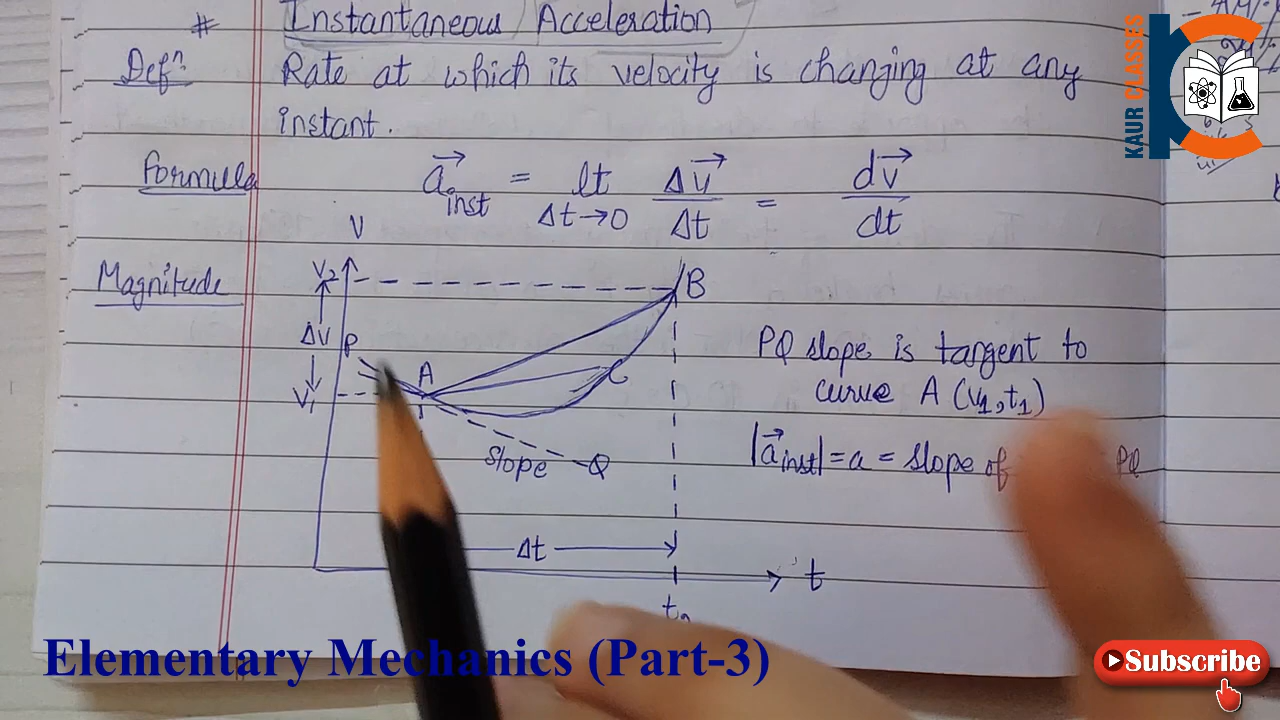 # Instantaneous Acceleration
Defn. Rate at which its velocity is changing at any
instant.
Formula a⃗inst = lt Δt→0 Δv⃗/Δt = dv⃗/dt
Magnitude
V
V2
ΔV
P
V1
A
B
C
Slope Q
Δt
t
PQ slope is tangent to
curve A (v1,t1)
|a⃗inst| = a = slope of PQ
KAUR CLASSES
Elementary Mechanics (Part-3)
Subscribe